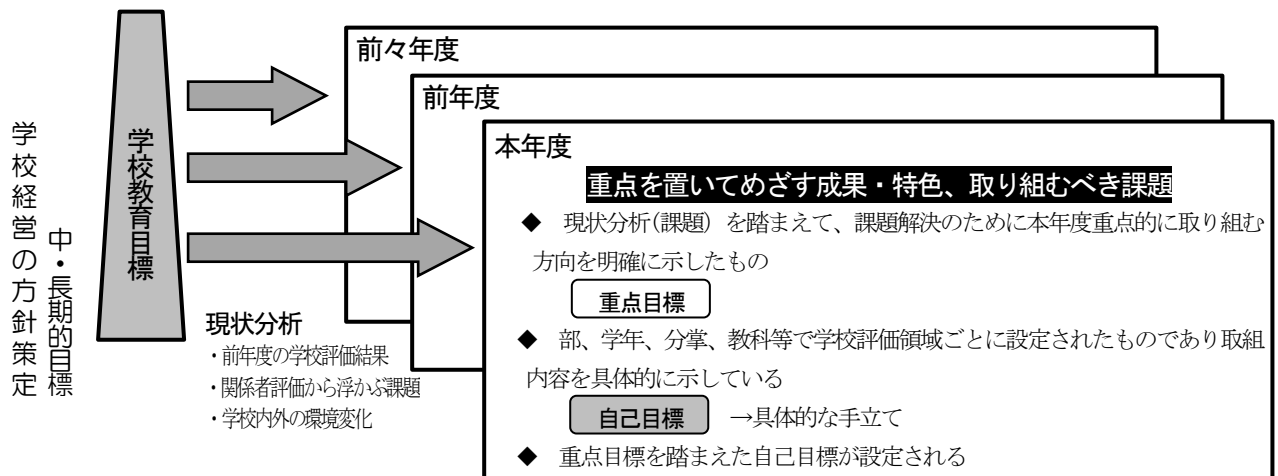 学校経営の方針策定
中・長期的目標
学校教育目標
現状分析
・前年度の学校評価結果
・関係者評価から浮かぶ課題
・学校内外の環境変化
前々年度
前年度
本年度
重点を置いてめざす成果・特色、取り組むべき課題
◆ 現状分析(課題) を踏まえて、課題解決のために本年度重点的に取り組む
方向を明確に示したもの
重点目標
◆ 部、学年、分掌、教科等で学校評価領域ごとに設定されたものであり取組
内容を具体的に示している
自己目標 →具体的な手立て
◆ 重点目標を踏まえた自己目標が設定される